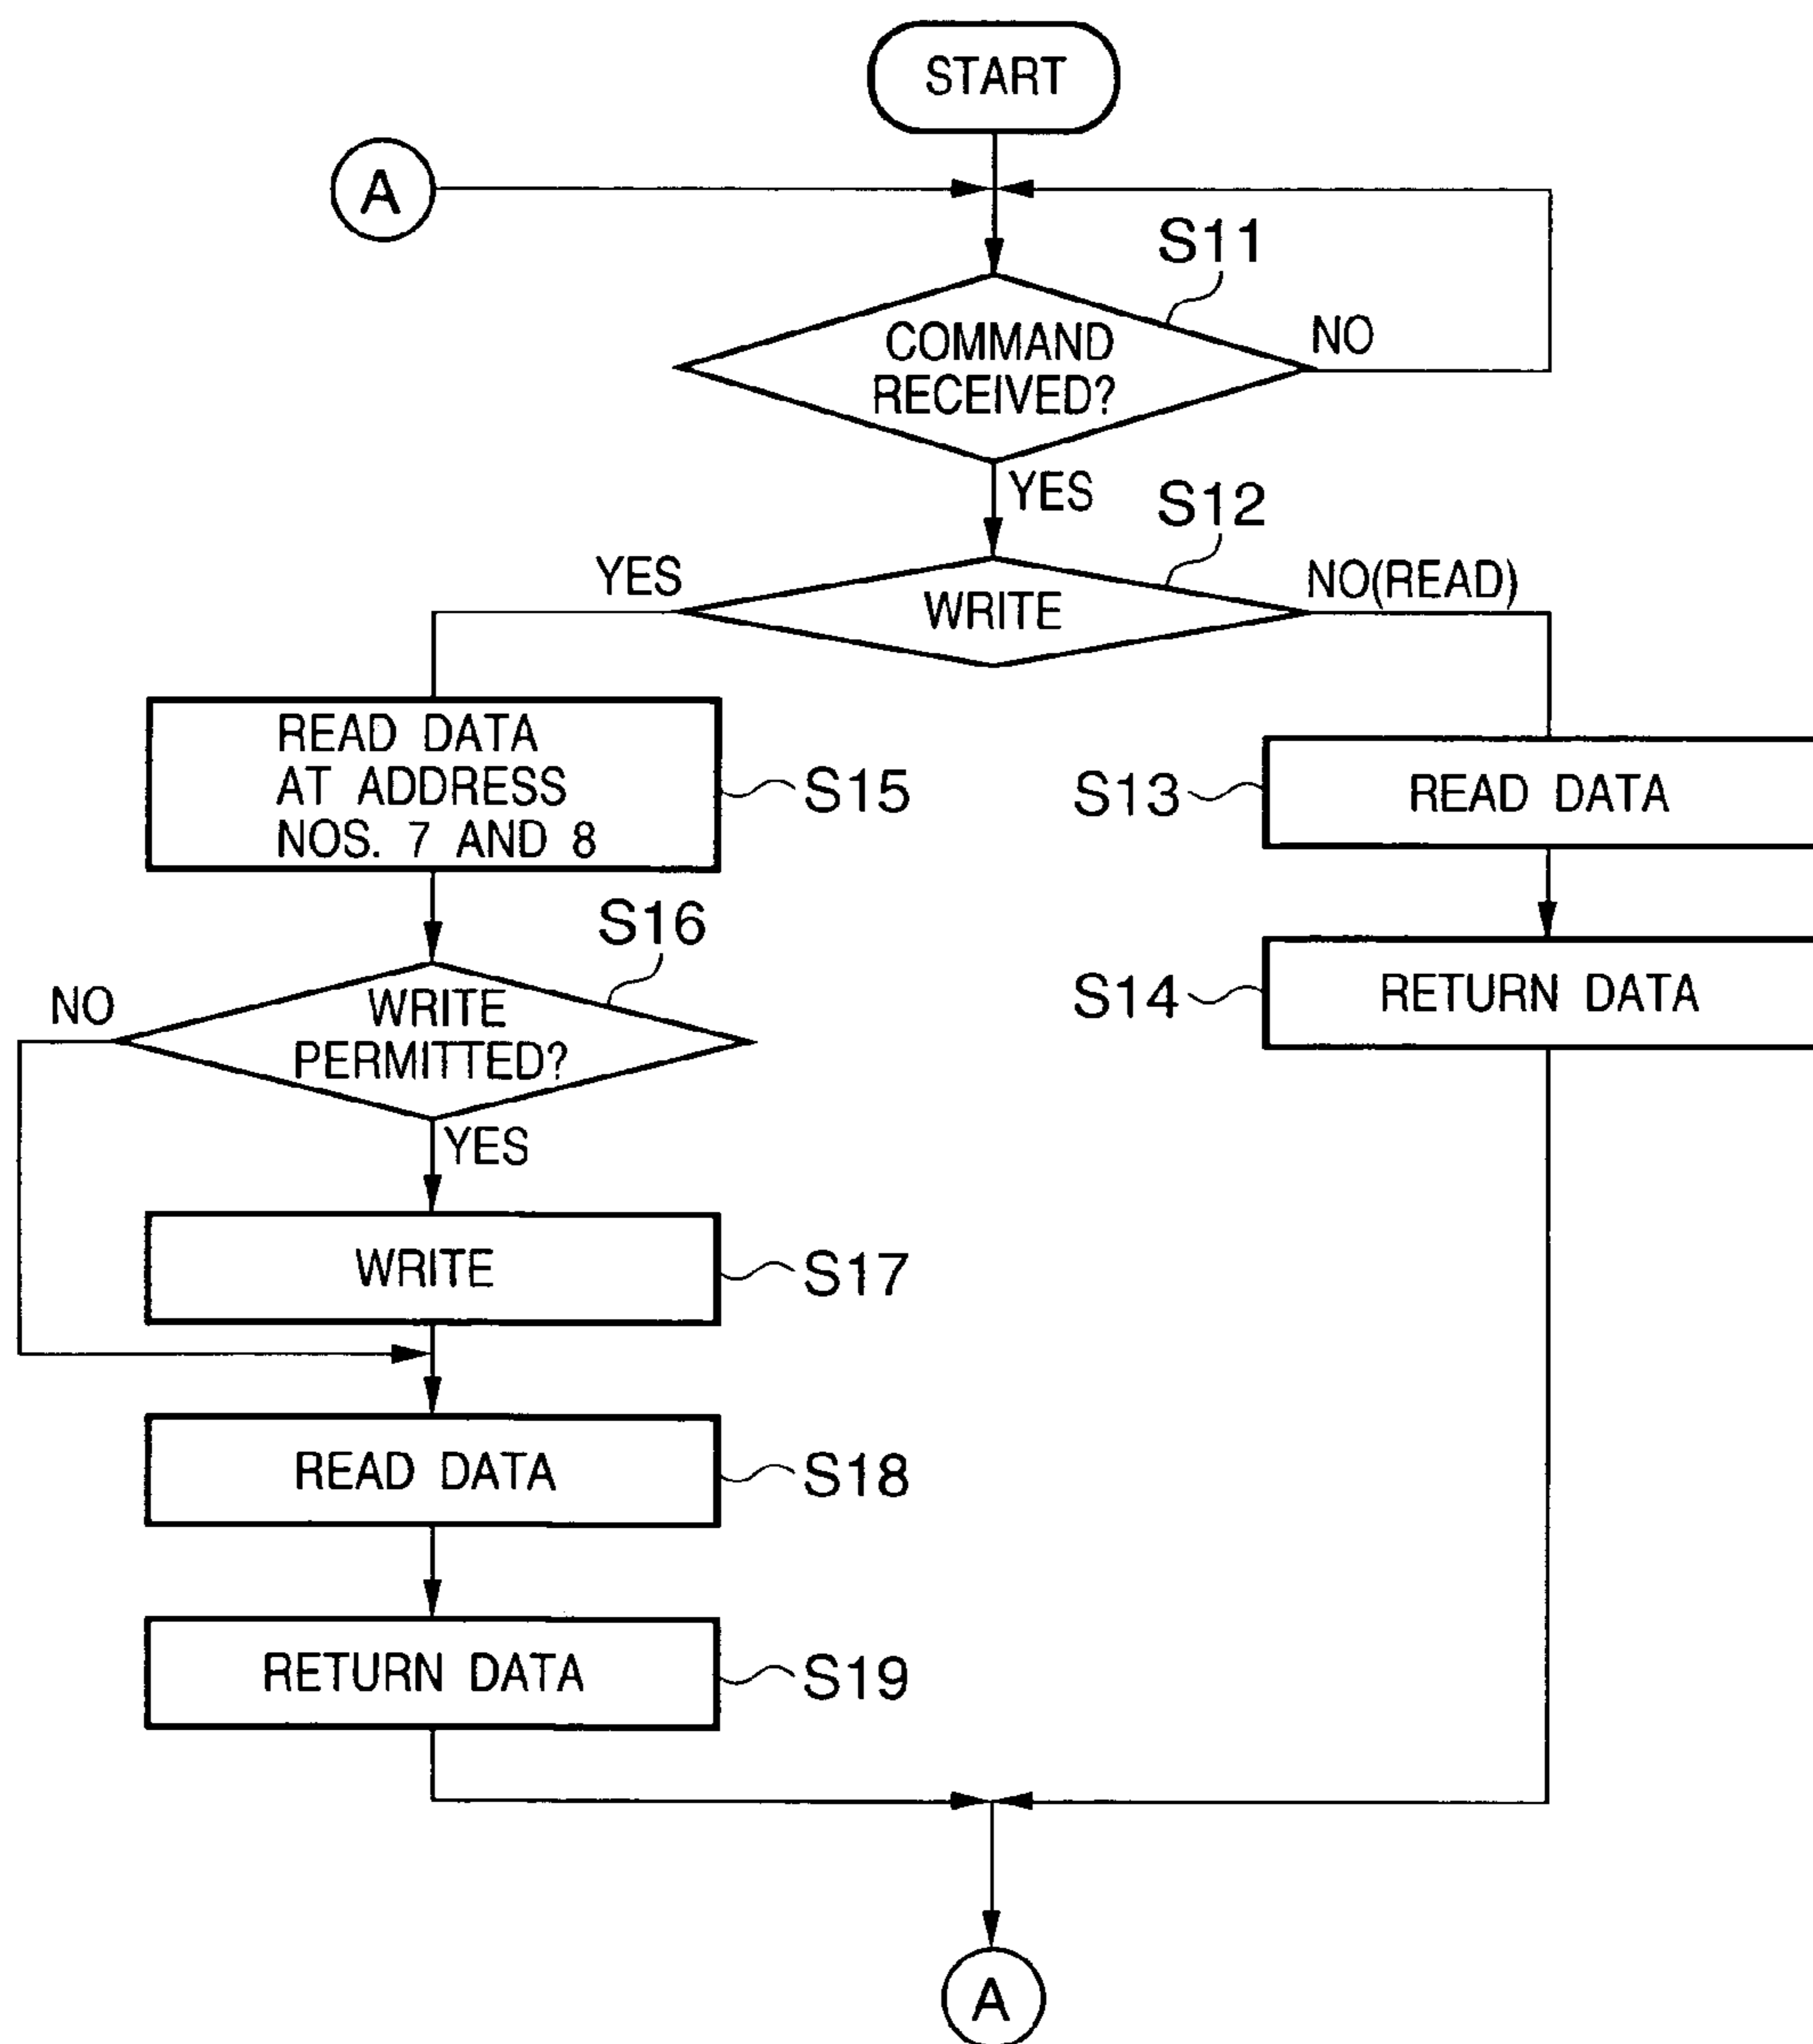 START
A
S11
COMMAND
RECEIVED?
NO
YES
S12
YES
WRITE
NO(READ)
READ DATA
AT ADDRESS
NOS. 7 AND 8
S15
S13
READ DATA
S16
NO
WRITE
PERMITTED?
S14
RETURN DATA
YES
WRITE
S17
READ DATA
S18
RETURN DATA
S19
A